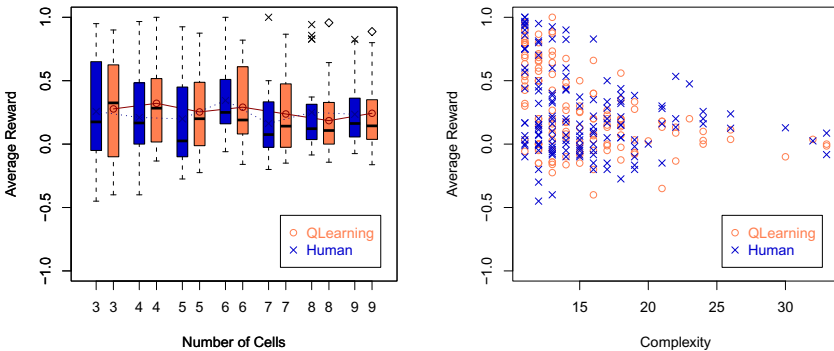 1.0
0.5
0.0
−0.5
−1.0
Average Reward
QLearning
Human
3 3 4 4 5 5 6 6 7 7 8 8 9 9
Number of Cells
1.0
0.5
0.0
−0.5
−1.0
Average Reward
QLearning
Human
15 20 25 30
Complexity